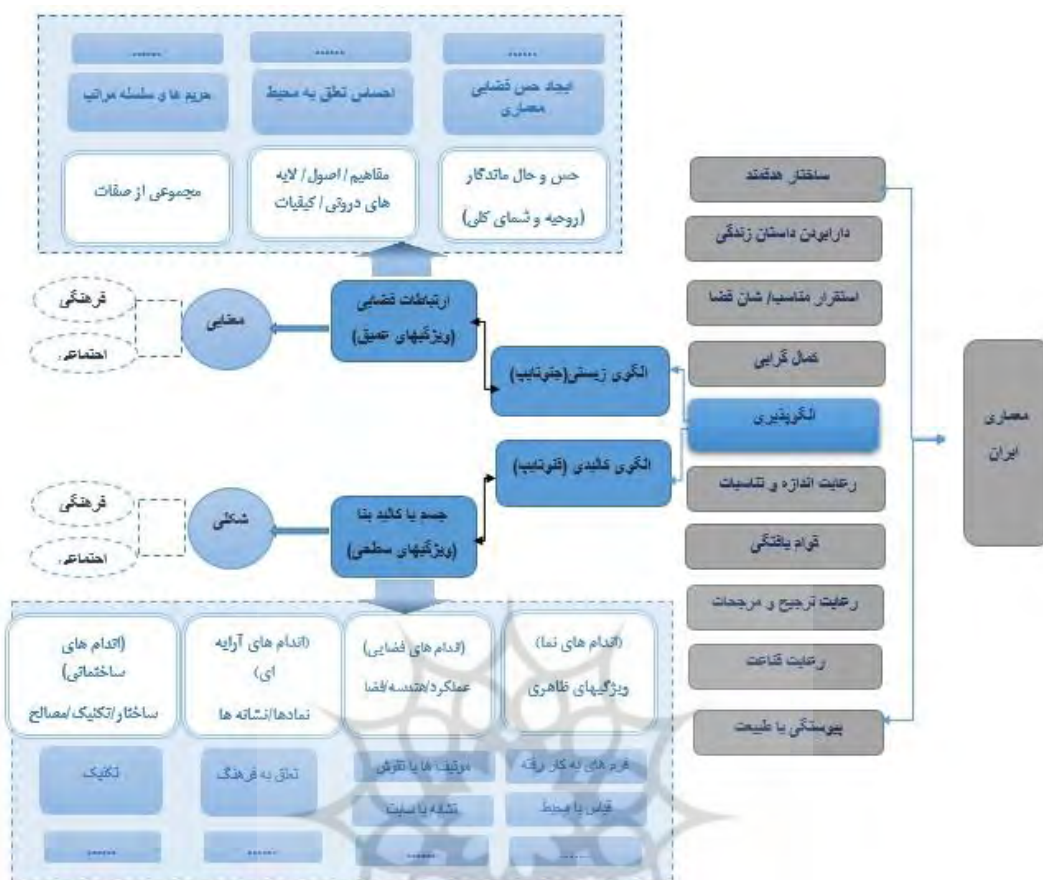 ......
......
......
ایجاد حس فضایی
معماری
احساس تعلق به محیط
حریم ها و سلسله مراتب
حس و حال ماندگار
(روحیه و شمای کلی)
مفاهیم/ اصول/ لایه
های درونی/ کیفیات
مجموعی از صفات
ساختار هدفمند
دارابودن داستان زندگی
استقرار مناسب/ شان فضا
کمال گرایی
الگوپذیری
رعایت اندازه و تناسبات
قوام یافتگی
رعایت ترجیح و مرجحات
رعایت قناعت
پیوستگی با طبیعت
معماری
ایران
الگوی زیستی(جنوتایپ)
الگوی کالبدی (فنوتایپ)
ارتباطات فضایی
(ویژگیهای عمیق)
معنایی
فرهنگی
اجتماعی
جسم یا کالبد بنا
(ویژگیهای سطحی)
شکلی
فرهنگی
اجتماعی
(اندام های نما)
ویژگیهای ظاهری
(اندام های فضایی)
عملکرد/هندسه/فضا
(اندام های آرایه
ای)
نمادها/نشانه ها
(اندام های
ساختمانی)
ساختار/تکنیک/مصالح
فرم های به کار رفته
موتیف ها یا نقوش
تعلق به فرهنگ
تکنیک
قیاس با محیط
نشانه یا سایت
......
......
......
......